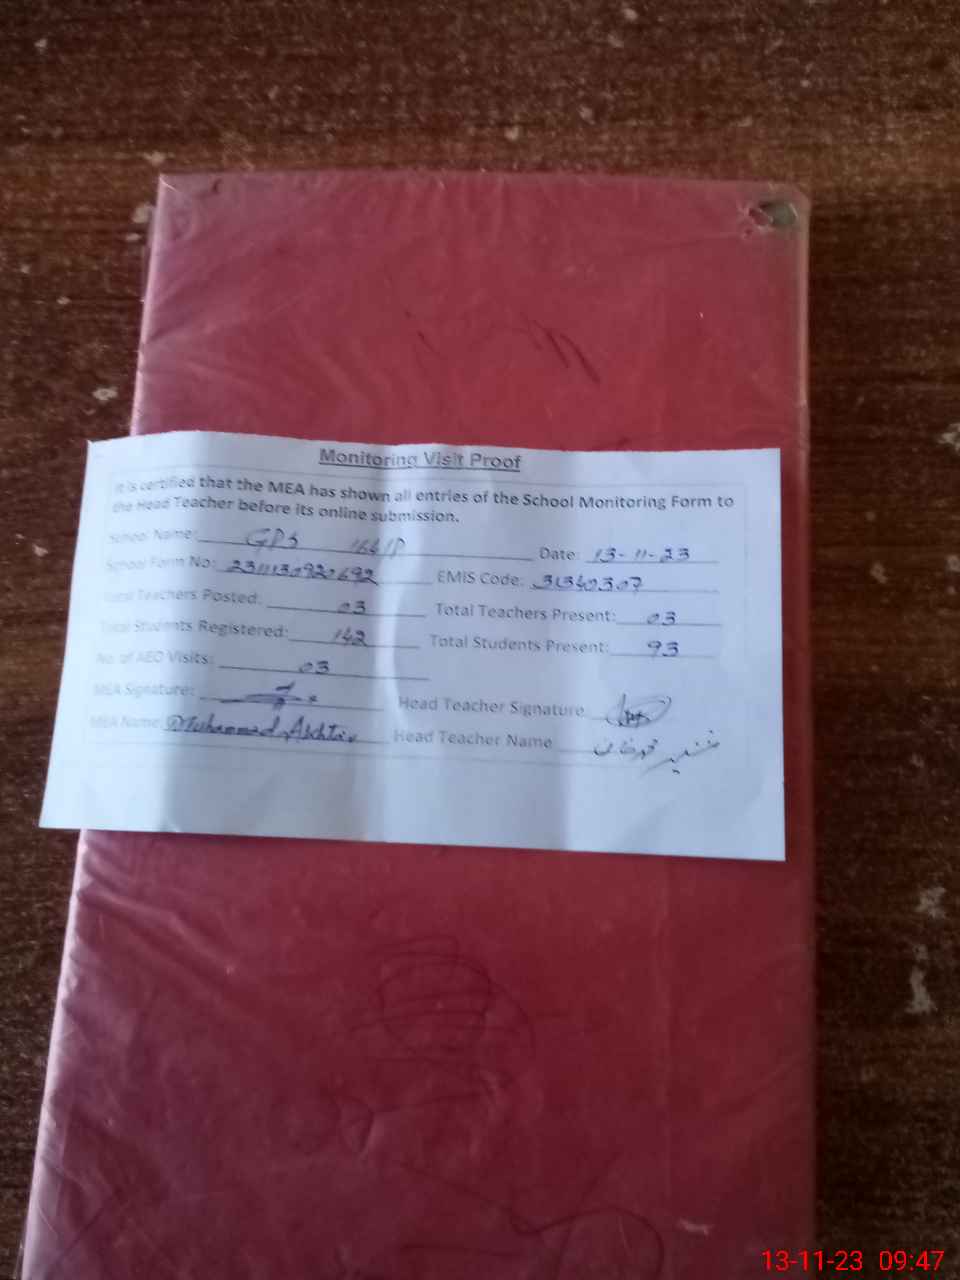 Monitoring Visit Proof
It is certified that the MEA has shown all entries of the School Monitoring Form to
the Head Teacher before its online submission.
School Name: GPS 166/P Date: 13-11-23
School Form No: EMIS Code: 31340307
Total Teachers Posted: 03 Total Teachers Present: 03
Total Students Registered: 142 Total Students Present: 93
No. of AEO Visits: 03
MEA Signature: Head Teacher Signature
MEA Name: Muhammad Akhtar Head Teacher Name
13-11-23 09:47